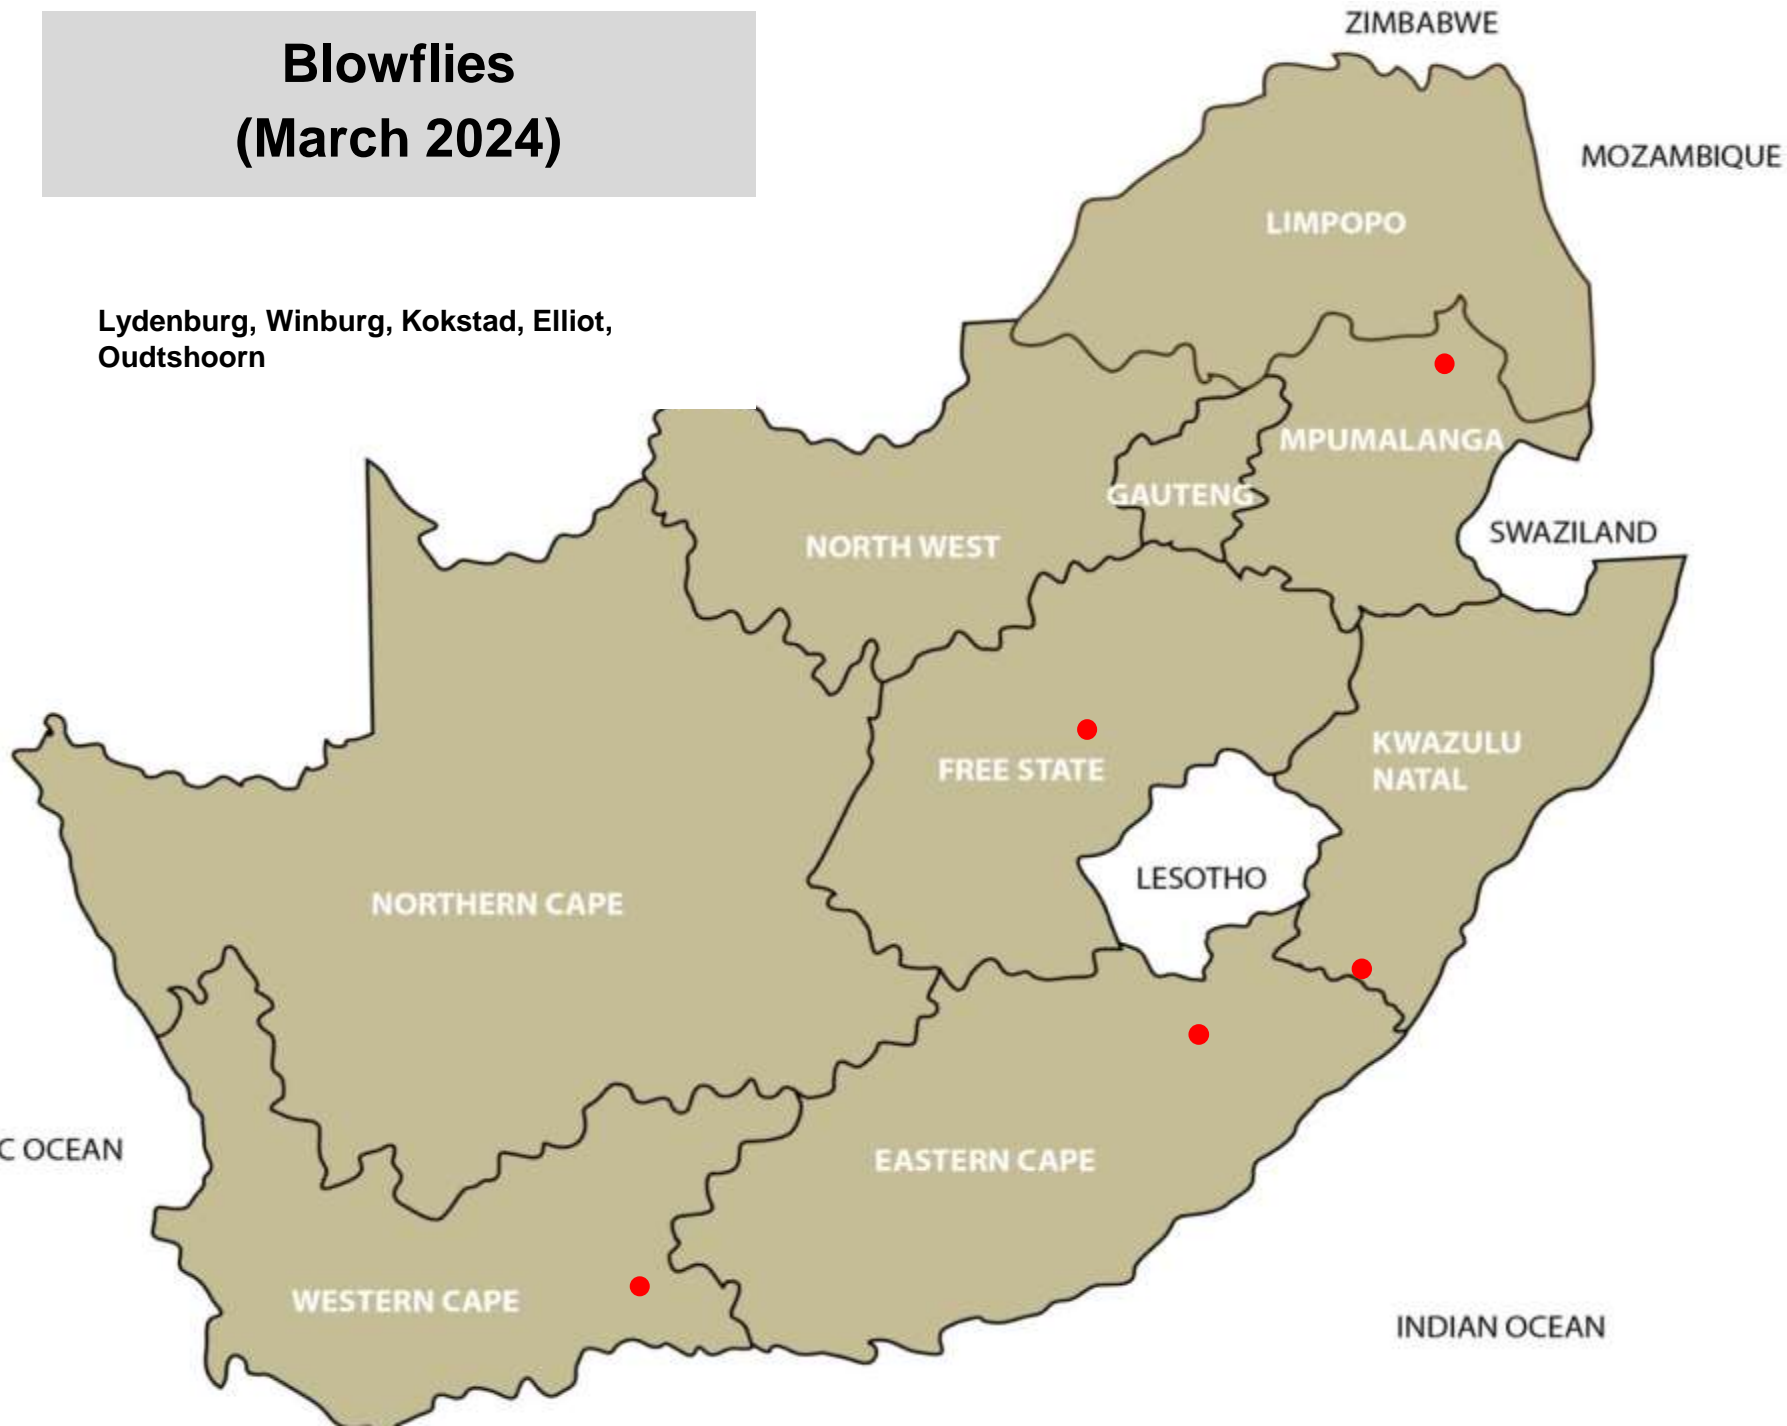 Blowflies
(March 2024)
Lydenburg, Winburg, Kokstad, Elliot,
Oudtshoorn
ZIMBABWE
MOZAMBIQUE
LIMPOPO
MPUMALANGA
GAUTENG
SWAZILAND
NORTH WEST
KWAZULU
NATAL
FREE STATE
LESOTHO
NORTHERN CAPE
C OCEAN
EASTERN CAPE
WESTERN CAPE
INDIAN OCEAN